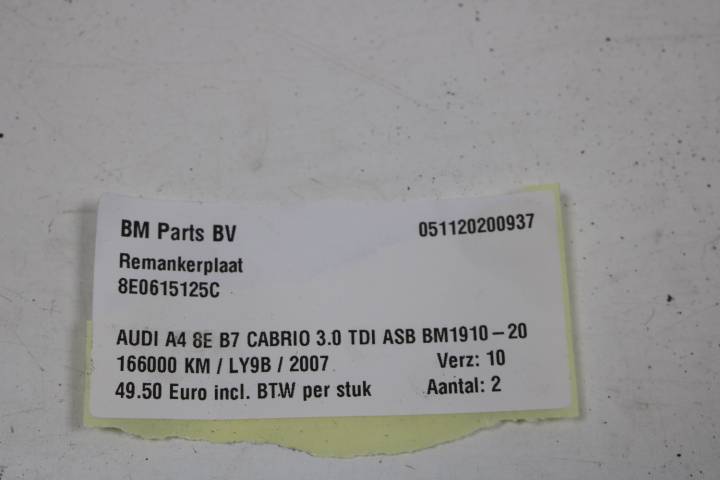 BM Parts BV 051120200937
Remankerplaat
8E0615125C
AUDI A4 8E B7 CABRIO 3.0 TDI ASB BM1910-20
166000 KM / LY9B / 2007 Verz: 10
49.50 Euro incl. BTW per stuk Aantal: 2